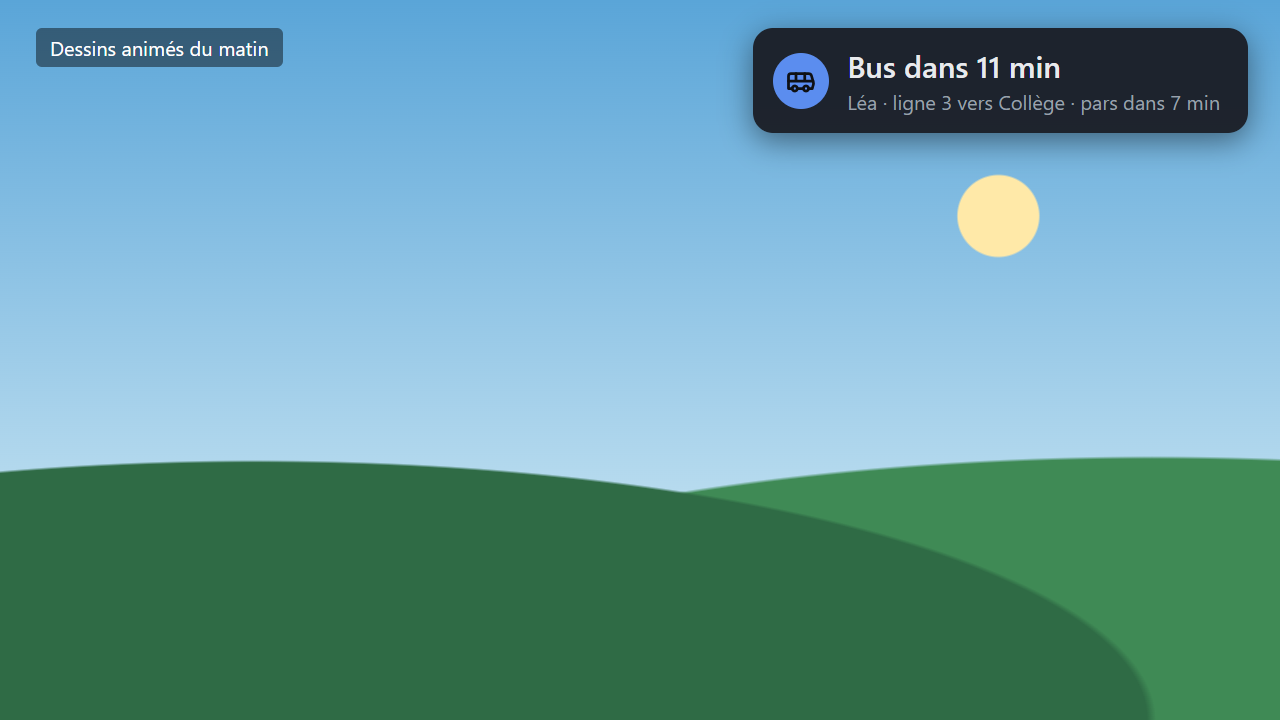 Dessins animés du matin
Bus dans 11 min
Léa · ligne 3 vers Collège · pars dans 7 min